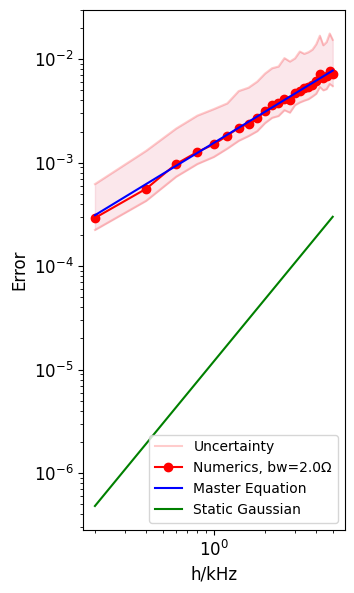 10⁻²
10⁻³
10⁻⁴
10⁻⁵
10⁻⁶
Error
Uncertainty
Numerics, bw=2.0Ω
Master Equation
Static Gaussian
10⁰
h/kHz